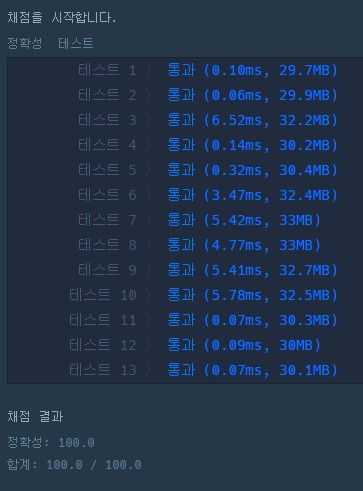 채점을 시작합니다.
정확성 테스트
테스트 1 〉 통과 (0.10ms, 29.7MB)
테스트 2 〉 통과 (0.06ms, 29.9MB)
테스트 3 〉 통과 (6.52ms, 32.2MB)
테스트 4 〉 통과 (0.14ms, 30.2MB)
테스트 5 〉 통과 (0.32ms, 30.4MB)
테스트 6 〉 통과 (3.47ms, 32.4MB)
테스트 7 〉 통과 (5.42ms, 33MB)
테스트 8 〉 통과 (4.77ms, 33MB)
테스트 9 〉 통과 (5.41ms, 32.7MB)
테스트 10 〉 통과 (5.78ms, 32.5MB)
테스트 11 〉 통과 (0.07ms, 30.3MB)
테스트 12 〉 통과 (0.09ms, 30MB)
테스트 13 〉 통과 (0.07ms, 30.1MB)
채점 결과
정확성: 100.0
합계: 100.0 / 100.0